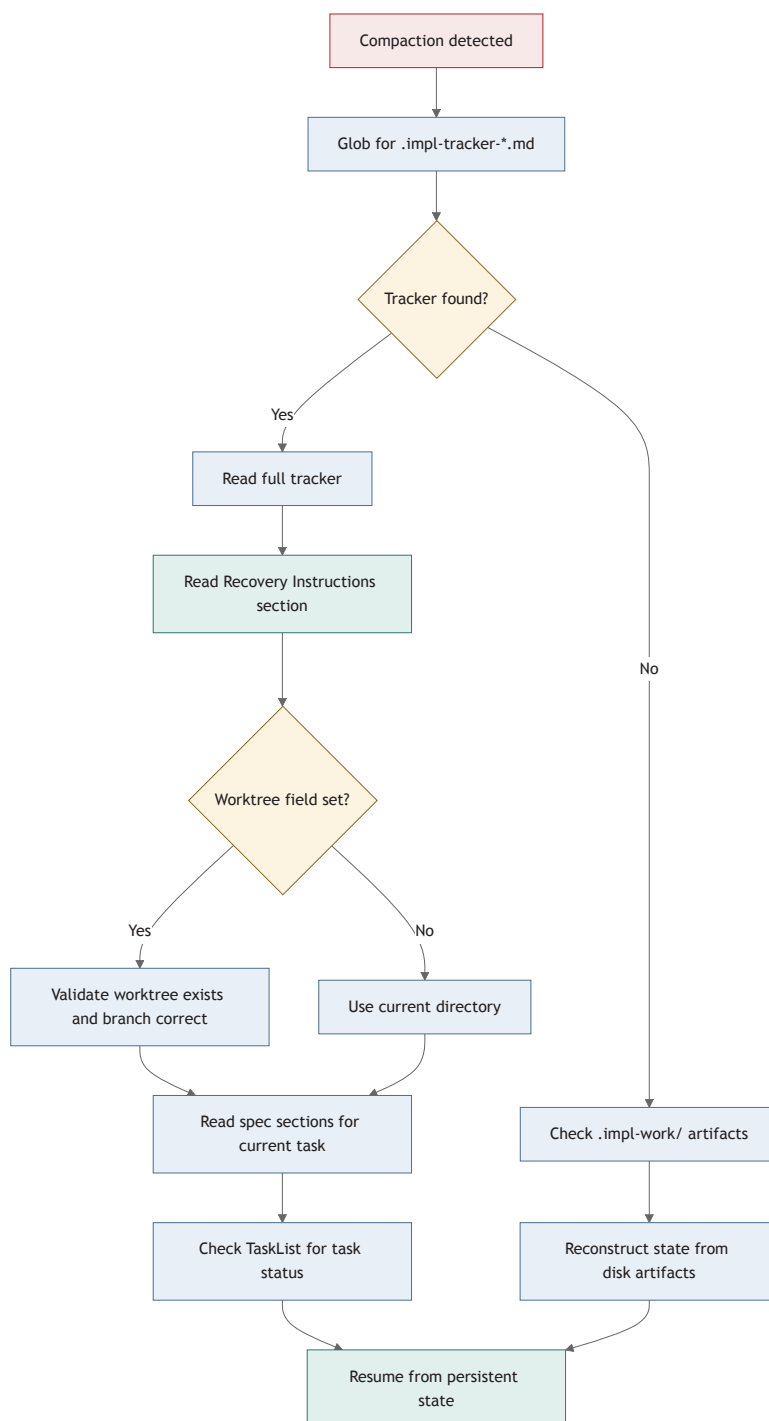 Compaction detected
Glob for .impl-tracker-*.md
Tracker found?
Yes
Read full tracker
Read Recovery Instructions
section
No
Worktree field set?
Yes
No
Validate worktree exists
and branch correct
Use current directory
Read spec sections for
current task
Check .impl-work/ artifacts
Check TaskList for task
status
Reconstruct state from
disk artifacts
Resume from persistent
state